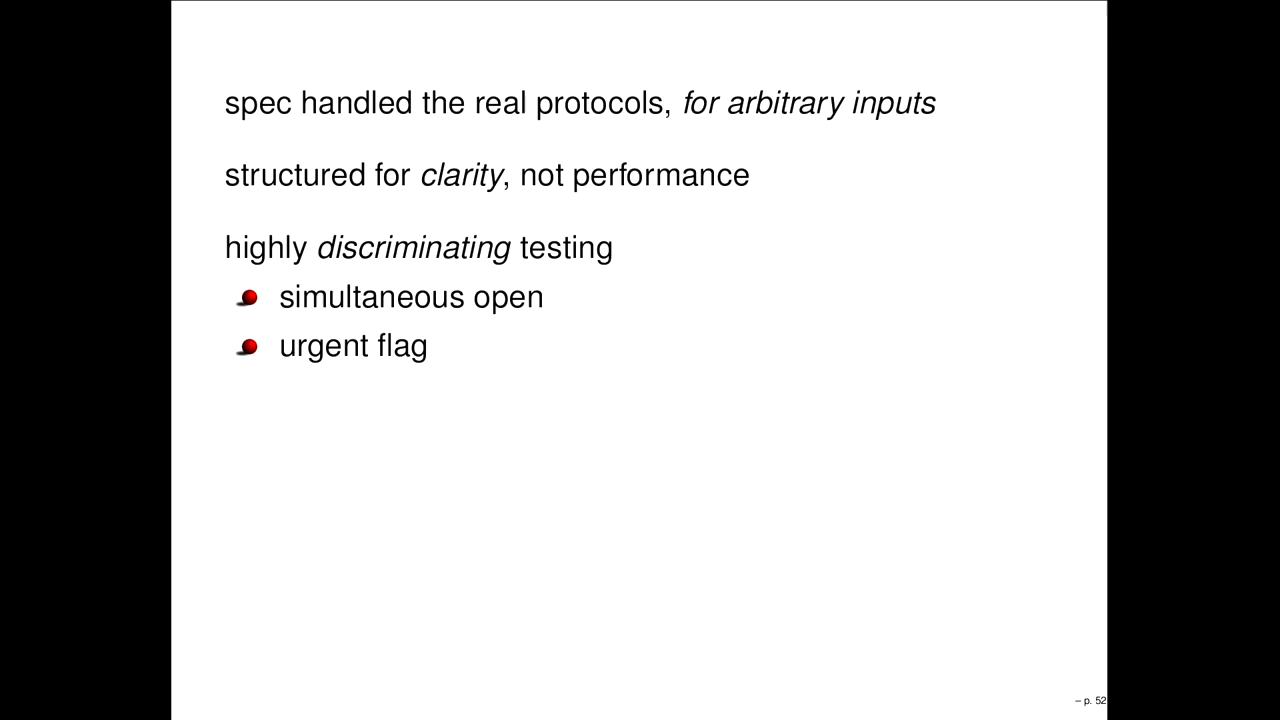 spec handled the real protocols, for arbitrary inputs
structured for clarity, not performance
highly discriminating testing
simultaneous open
urgent flag
– p. 52